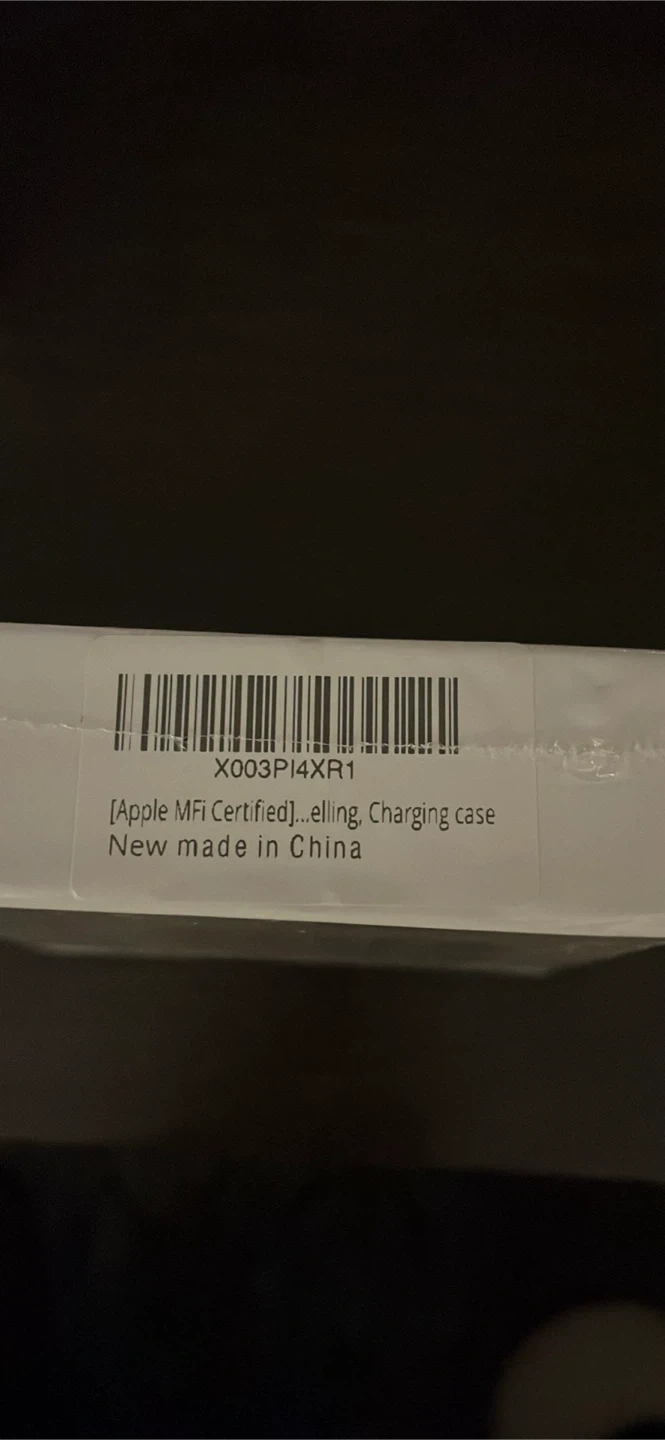 X003PI4XR1
[Apple MFi Certified]...elling, Charging case
New made in China